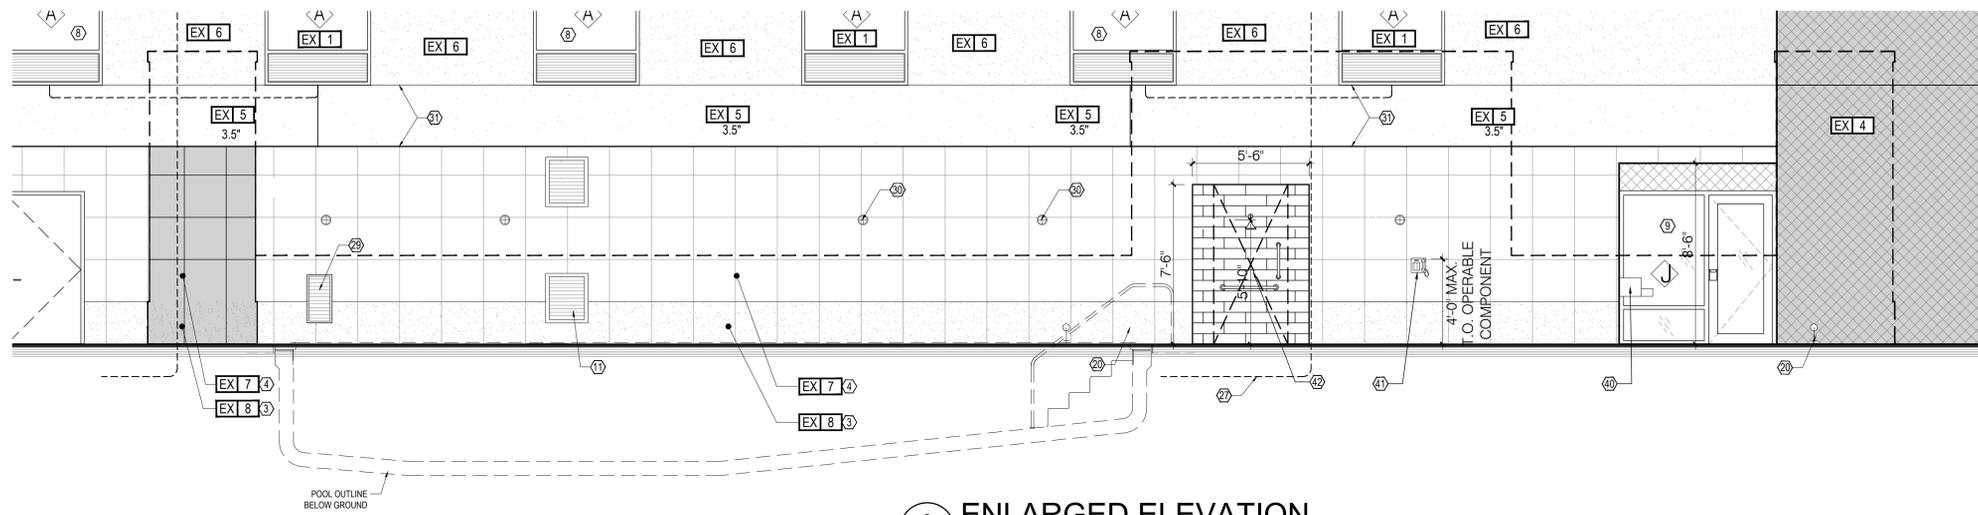 A A A A A
8 EX 6 EX 1 EX 6 8 EX 6 EX 1 EX 6 8 EX 6 EX 1 EX 6
EX 5 31 EX 5 EX 5 31 EX 5 EX 4
3.5" 3.5" 3.5" 3.5"
5'-6"
30 30
29 7'-6" 5'-10" 9 8'-6"
J
4'-0" MAX.
T.O. OPERABLE
COMPONENT
11 20 20
EX 7 4 EX 7 4 27 42 41 40
EX 8 3 EX 8 3
POOL OUTLINE
BELOW GROUND
ENLARGED ELEVATION